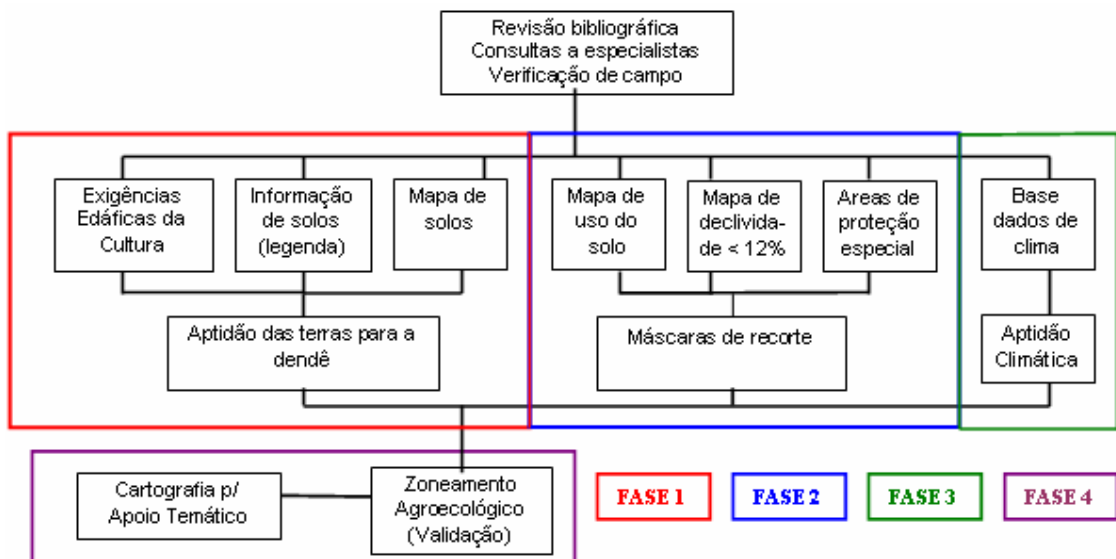 Revisão bibliográfica
Consultas a especialistas
Verificação de campo
Exigências
Edáficas da
Cultura
Informação
de solos
(legenda)
Mapa de
solos
Mapa de
uso do
solo
Mapa de
declivida-
de < 12%
Areas de
proteção
especial
Base
dados de
clima
Aptidão das terras para a
dendê
Máscaras de recorte
Aptidão
Climática
Cartografia p/
Apoio Temático
Zoneamento
Agroecológico
(Validação)
FASE 1
FASE 2
FASE 3
FASE 4